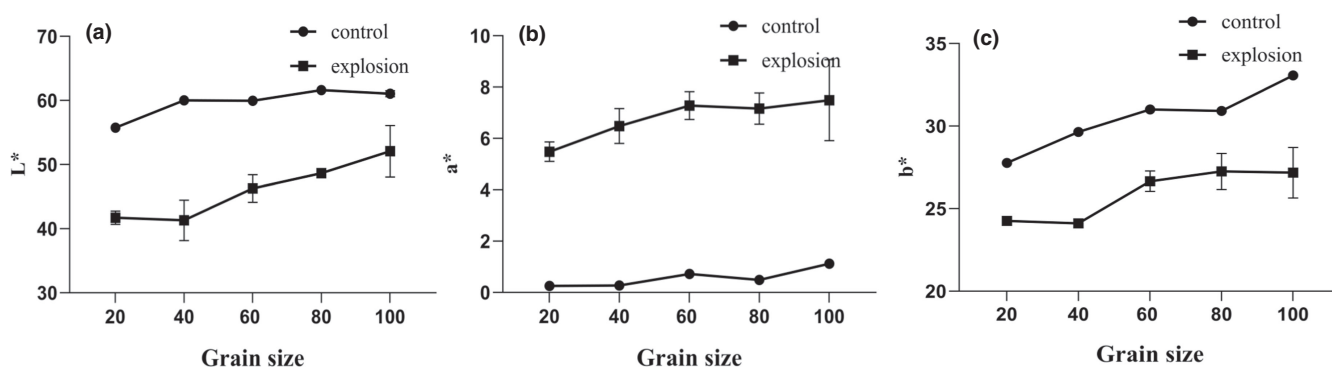 (a)
control
explosion
70
60
50
40
30
L*
20 40 60 80 100
Grain size
(b)
control
explosion
10
8
6
4
2
0
a*
20 40 60 80 100
Grain size
(c)
control
explosion
35
30
25
20
b*
20 40 60 80 100
Grain size